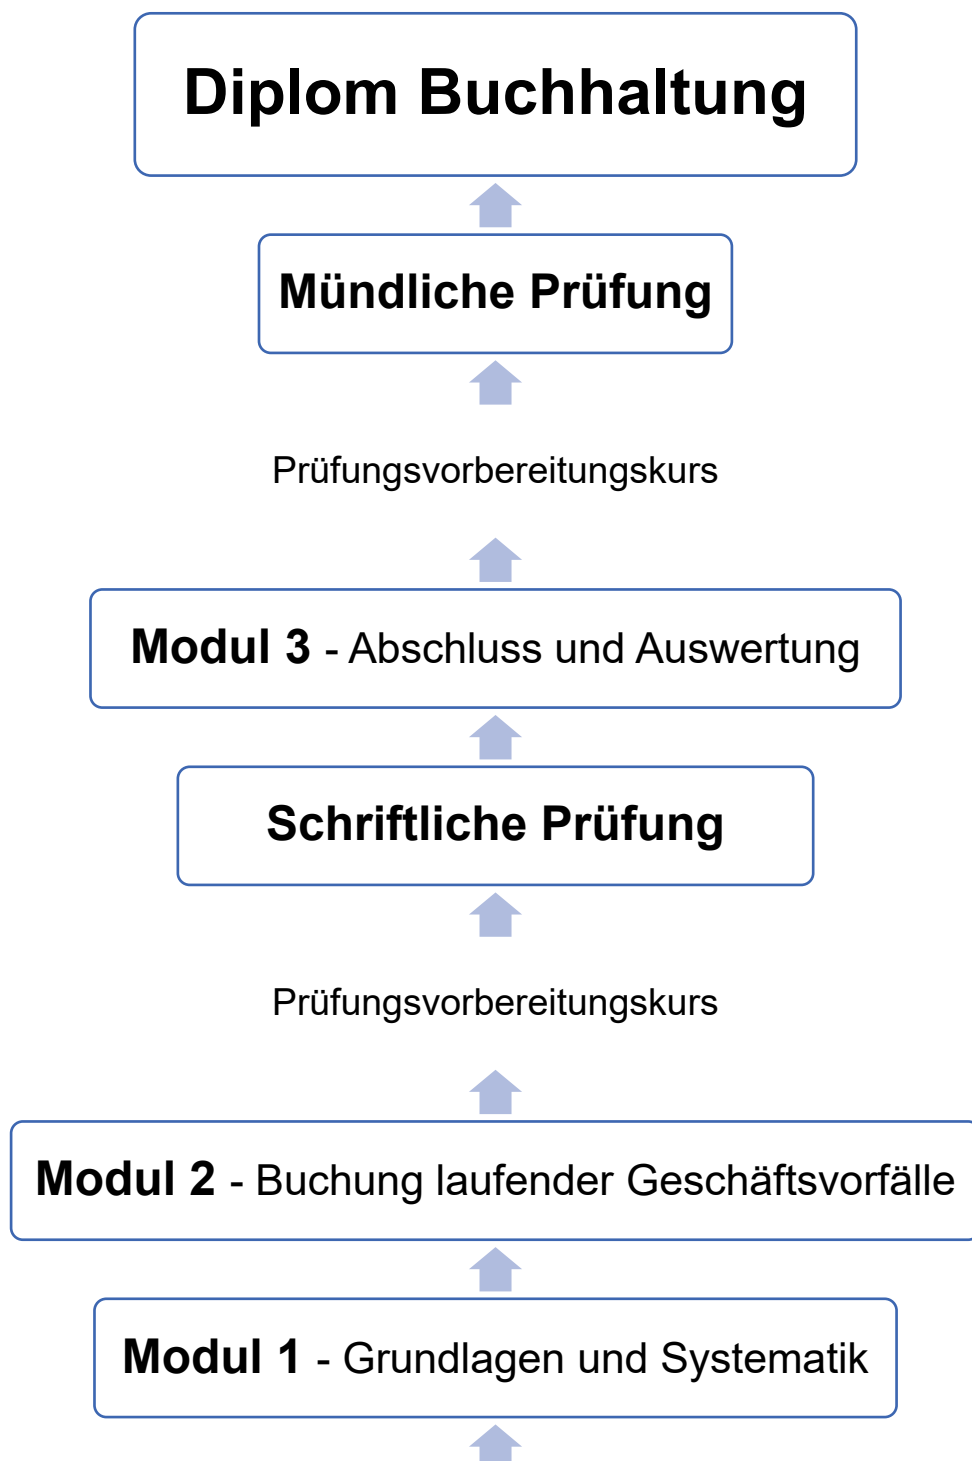 Diplom Buchhaltung
Mündliche Prüfung
Prüfungsvorbereitungskurs
Modul 3 - Abschluss und Auswertung
Schriftliche Prüfung
Prüfungsvorbereitungskurs
Modul 2 - Buchung laufender Geschäftsvorfälle
Modul 1 - Grundlagen und Systematik